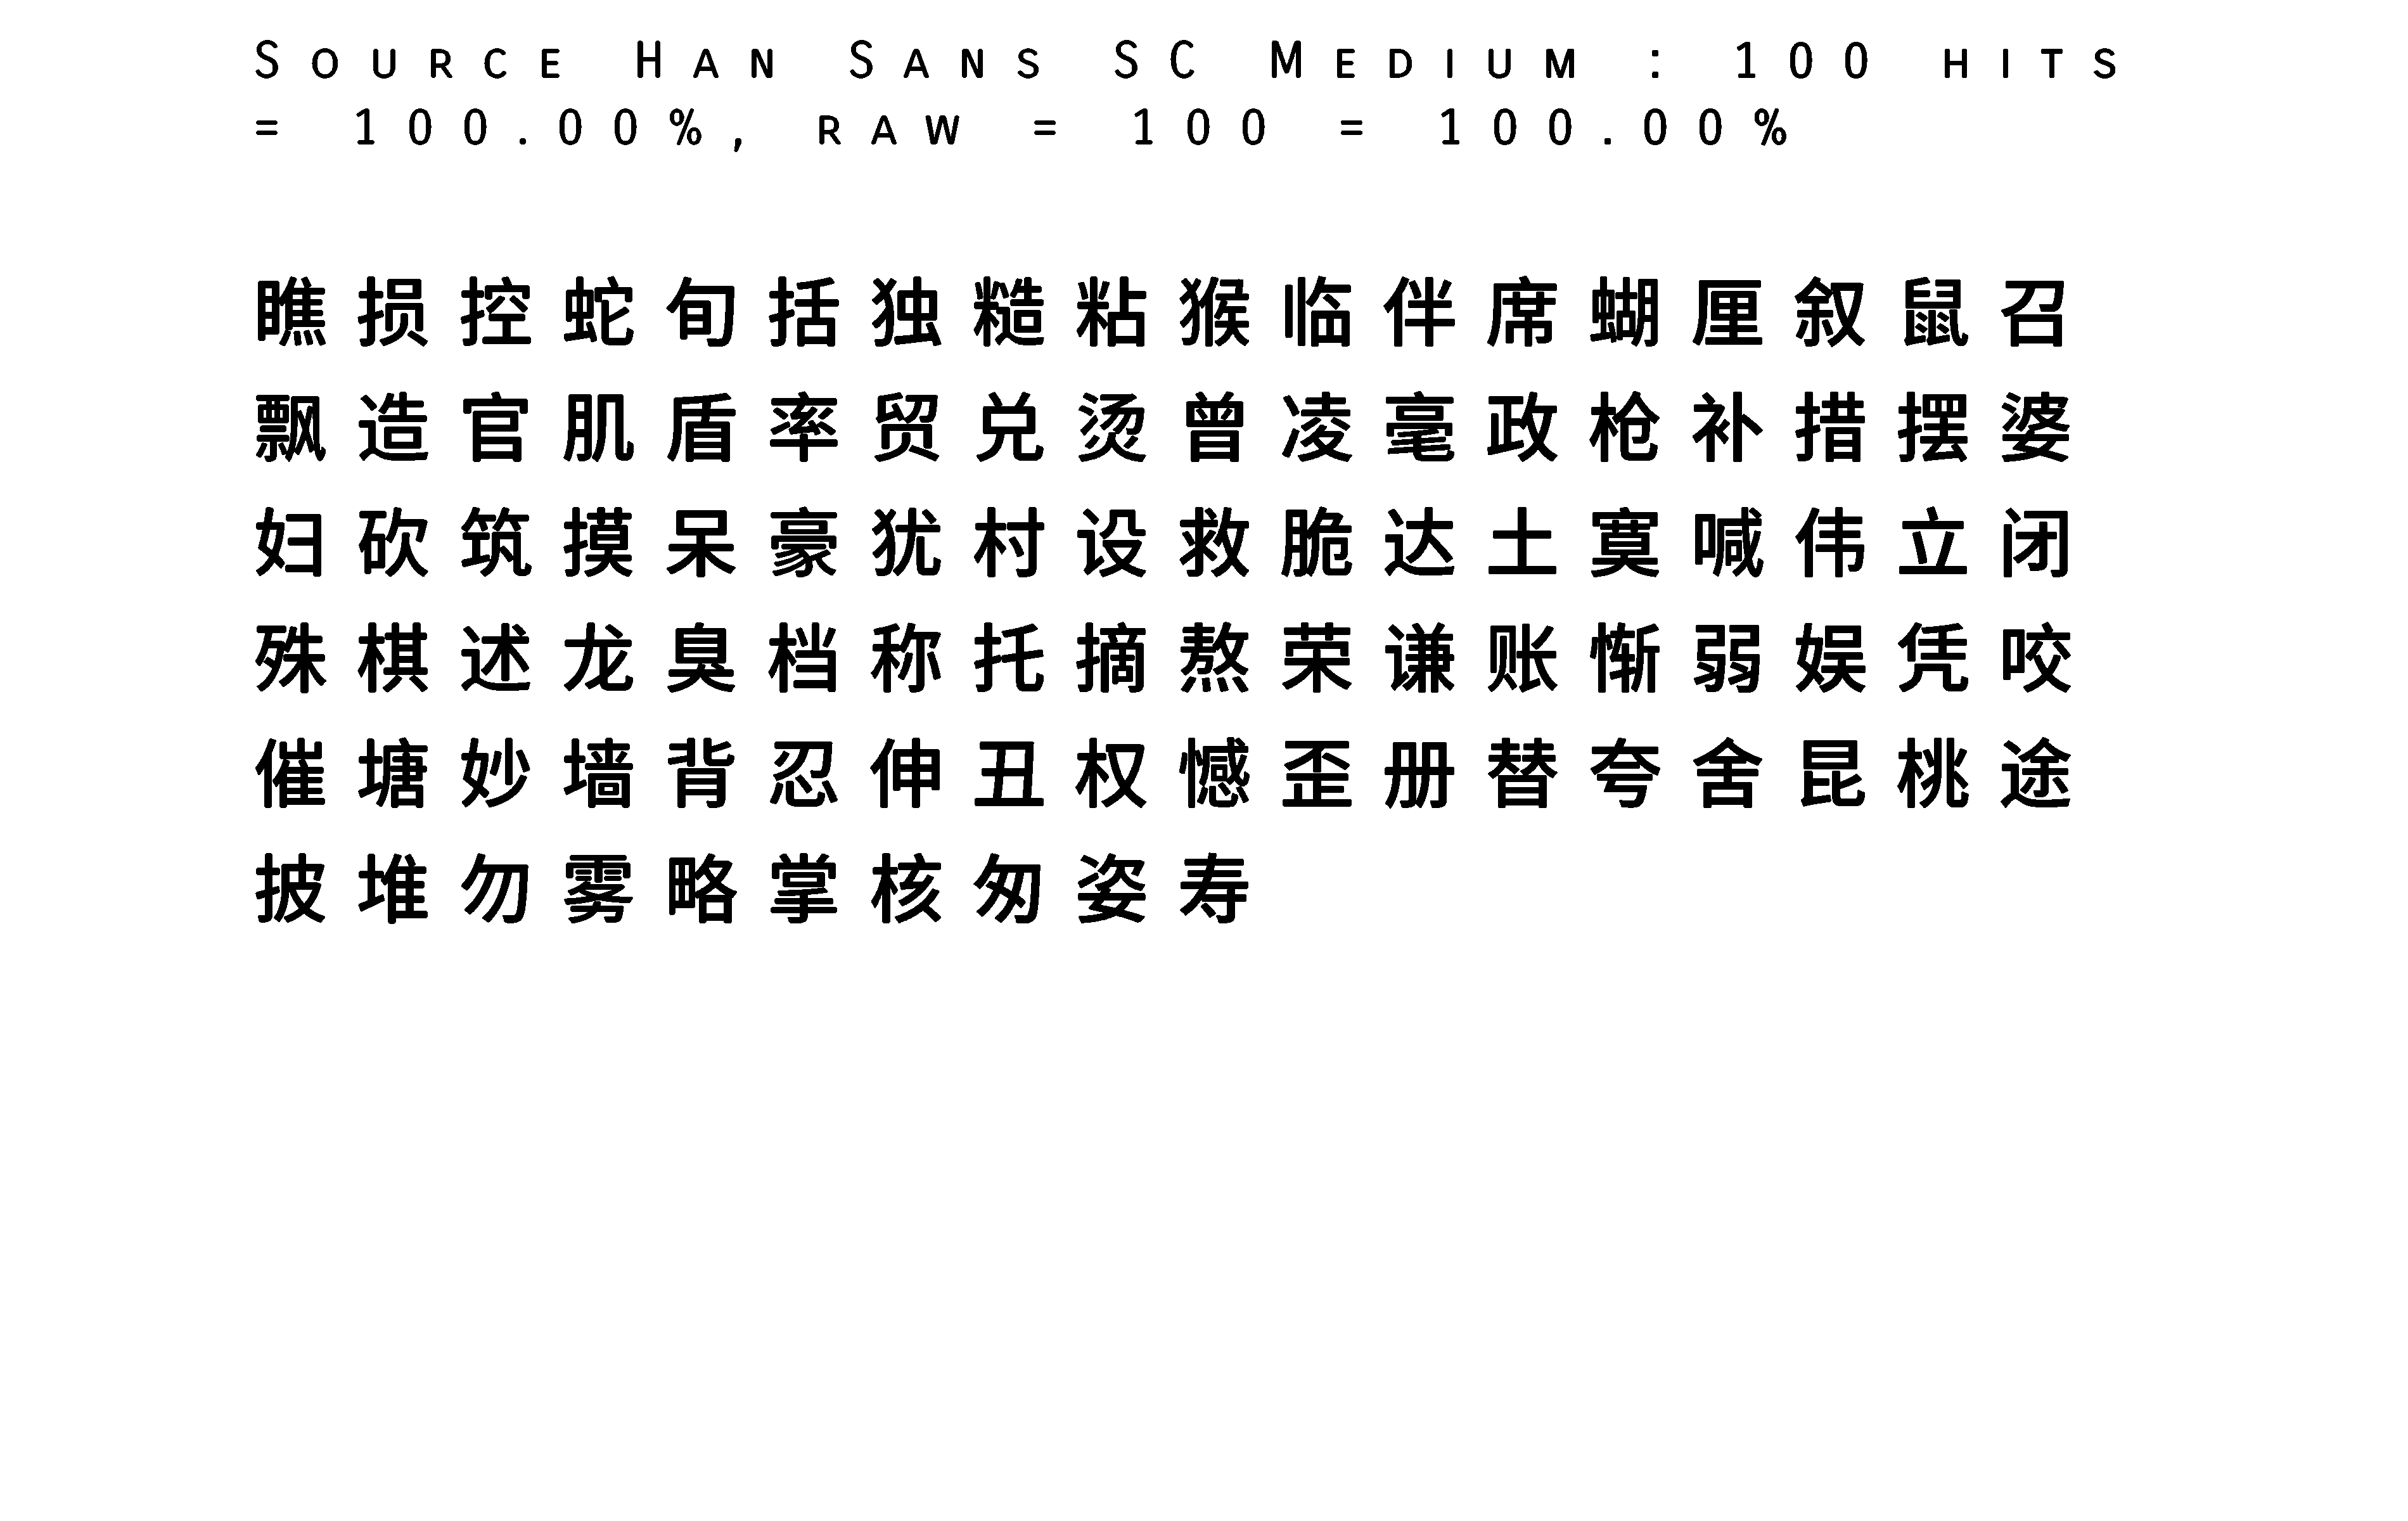 Source Han Sans SC Medium : 100 hits
= 100.00%, raw = 100 = 100.00%
瞧损控蛇旬括独糙粘猴临伴席蝴厘叙鼠召
飘造官肌盾率贸兑烫曾凌毫政枪补措摆婆
妇砍筑摸呆豪犹村设救脆达土寞喊伟立闭
殊棋述龙臭档称托摘熬荣谦账惭弱娱凭咬
催塘妙墙背忍伸丑权憾歪册替夸舍昆桃途
披堆勿雾略掌核匆姿寿